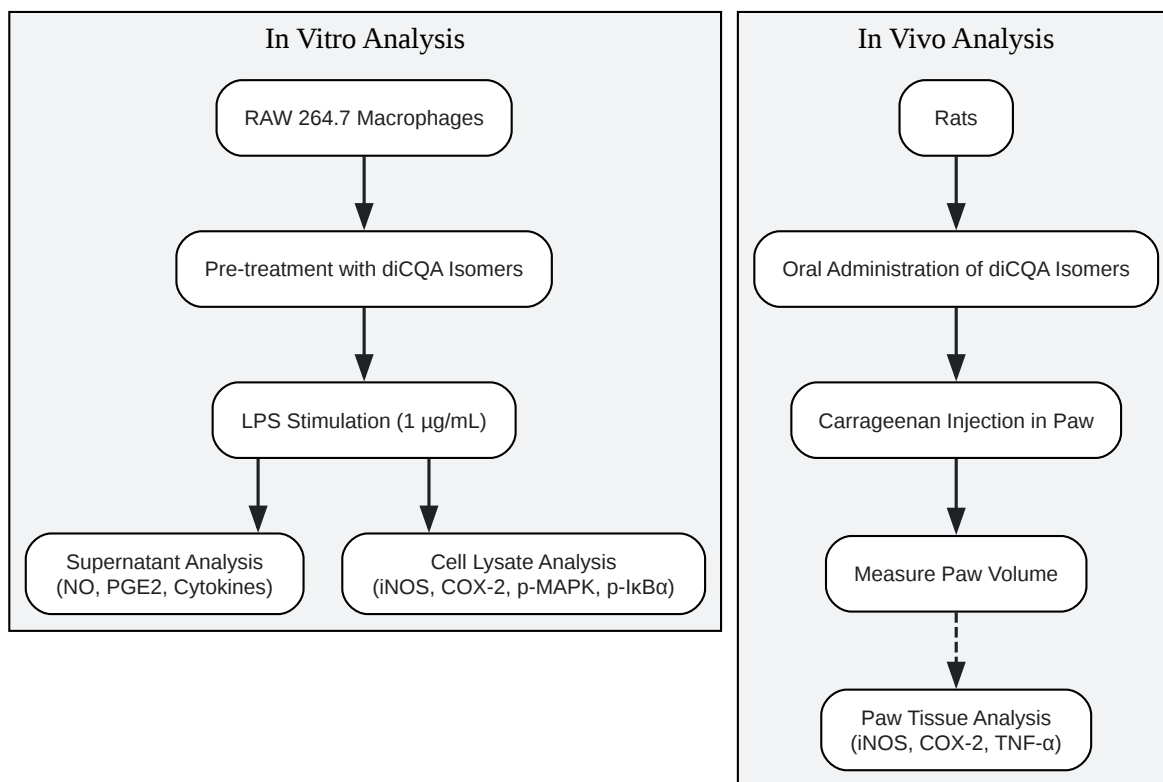 In Vitro Analysis
RAW 264.7 Macrophages
Pre-treatment with diCQA Isomers
LPS Stimulation (1 µg/mL)
Supernatant Analysis
(NO, PGE2, Cytokines)
Cell Lysate Analysis
(iNOS, COX-2, p-MAPK, p-IκBα)
In Vivo Analysis
Rats
Oral Administration of diCQA Isomers
Carrageenan Injection in Paw
Measure Paw Volume
Paw Tissue Analysis
(iNOS, COX-2, TNF-α)